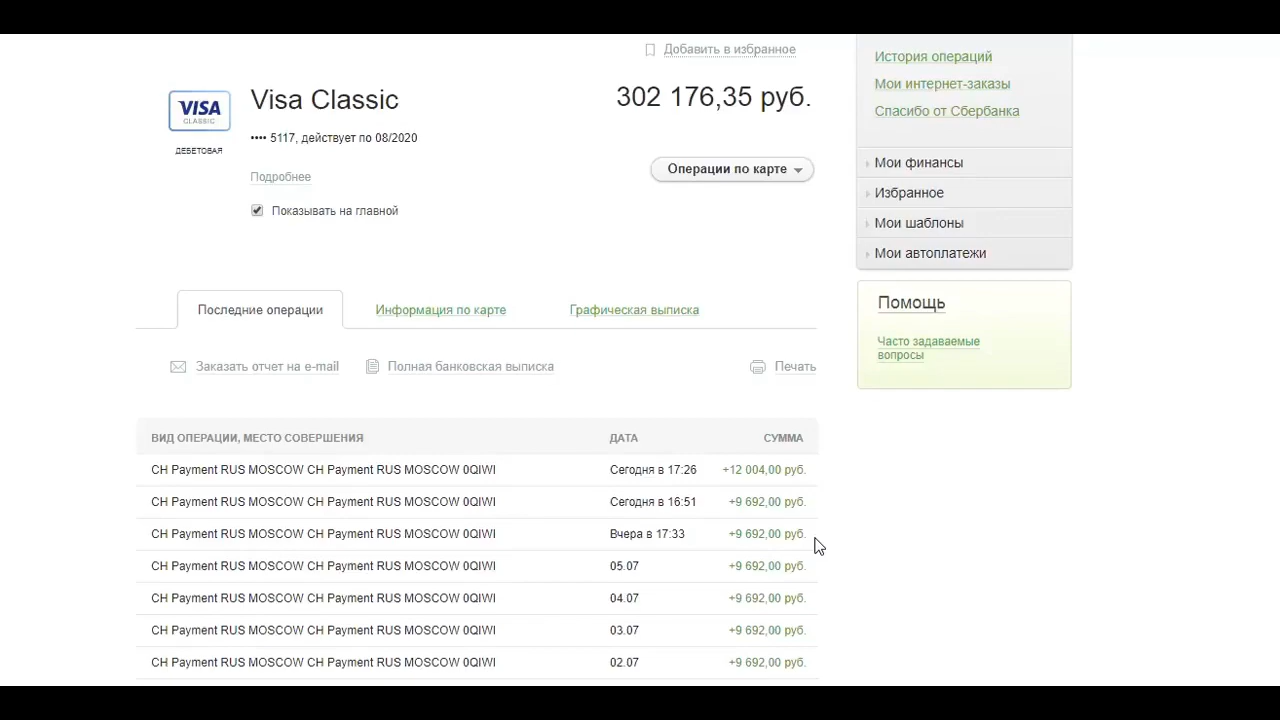 Добавить в избранное
VISA
CLASSIC
ДЕБЕТОВАЯ
Visa Classic
302 176,35 руб.
•••• 5117, действует по 08/2020
Операции по карте
Подробнее
Показывать на главной
История операций
Мои интернет-заказы
Спасибо от Сбербанка
Мои финансы
Избранное
Мои шаблоны
Мои автоплатежи
Помощь
Часто задаваемые
вопросы
Последние операции Информация по карте Графическая выписка
Заказать отчет на e-mail Полная банковская выписка Печать
ВИД ОПЕРАЦИИ, МЕСТО СОВЕРШЕНИЯ ДАТА СУММА
CH Payment RUS MOSCOW CH Payment RUS MOSCOW 0QIWI Сегодня в 17:26 +12 004,00 руб.
CH Payment RUS MOSCOW CH Payment RUS MOSCOW 0QIWI Сегодня в 16:51 +9 692,00 руб.
CH Payment RUS MOSCOW CH Payment RUS MOSCOW 0QIWI Вчера в 17:33 +9 692,00 руб.
CH Payment RUS MOSCOW CH Payment RUS MOSCOW 0QIWI 05.07 +9 692,00 руб.
CH Payment RUS MOSCOW CH Payment RUS MOSCOW 0QIWI 04.07 +9 692,00 руб.
CH Payment RUS MOSCOW CH Payment RUS MOSCOW 0QIWI 03.07 +9 692,00 руб.
CH Payment RUS MOSCOW CH Payment RUS MOSCOW 0QIWI 02.07 +9 692,00 руб.